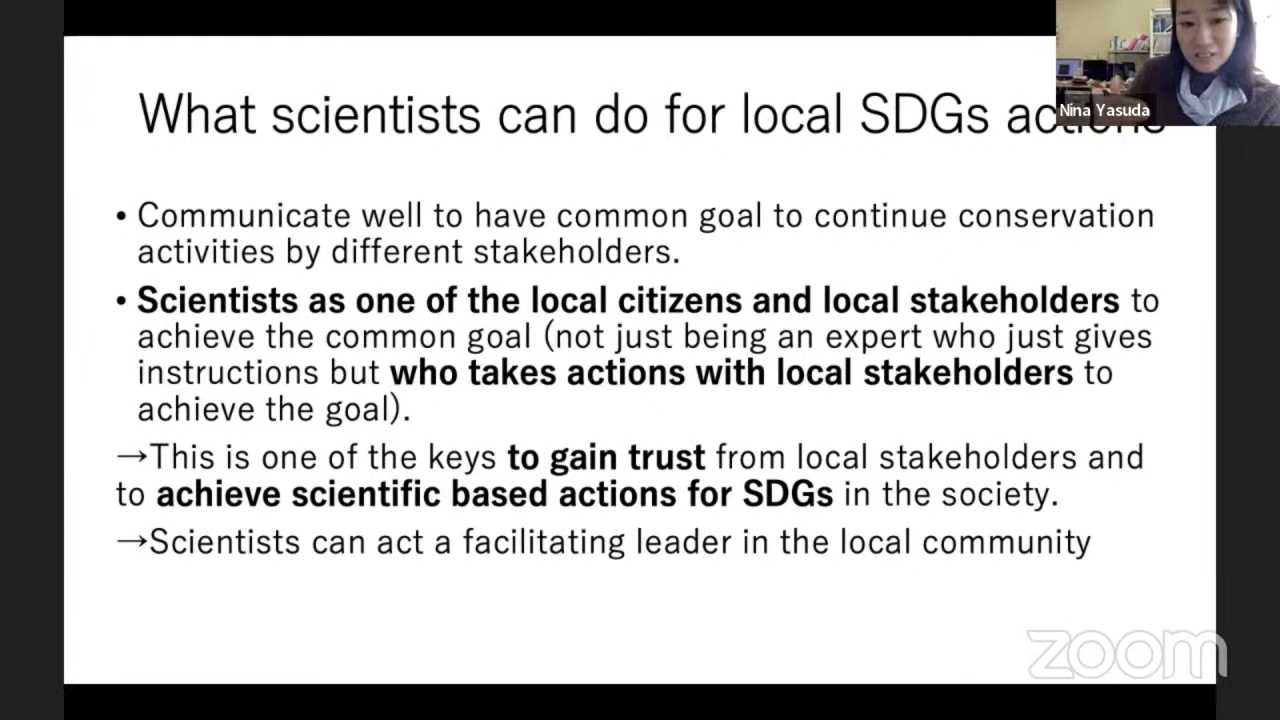 What scientists can do for local SDGs actions
Nina Yasuda
• Communicate well to have common goal to continue conservation
activities by different stakeholders.
• Scientists as one of the local citizens and local stakeholders to
achieve the common goal (not just being an expert who just gives
instructions but who takes actions with local stakeholders to
achieve the goal).
→This is one of the keys to gain trust from local stakeholders and
to achieve scientific based actions for SDGs in the society.
→Scientists can act a facilitating leader in the local community
zoom